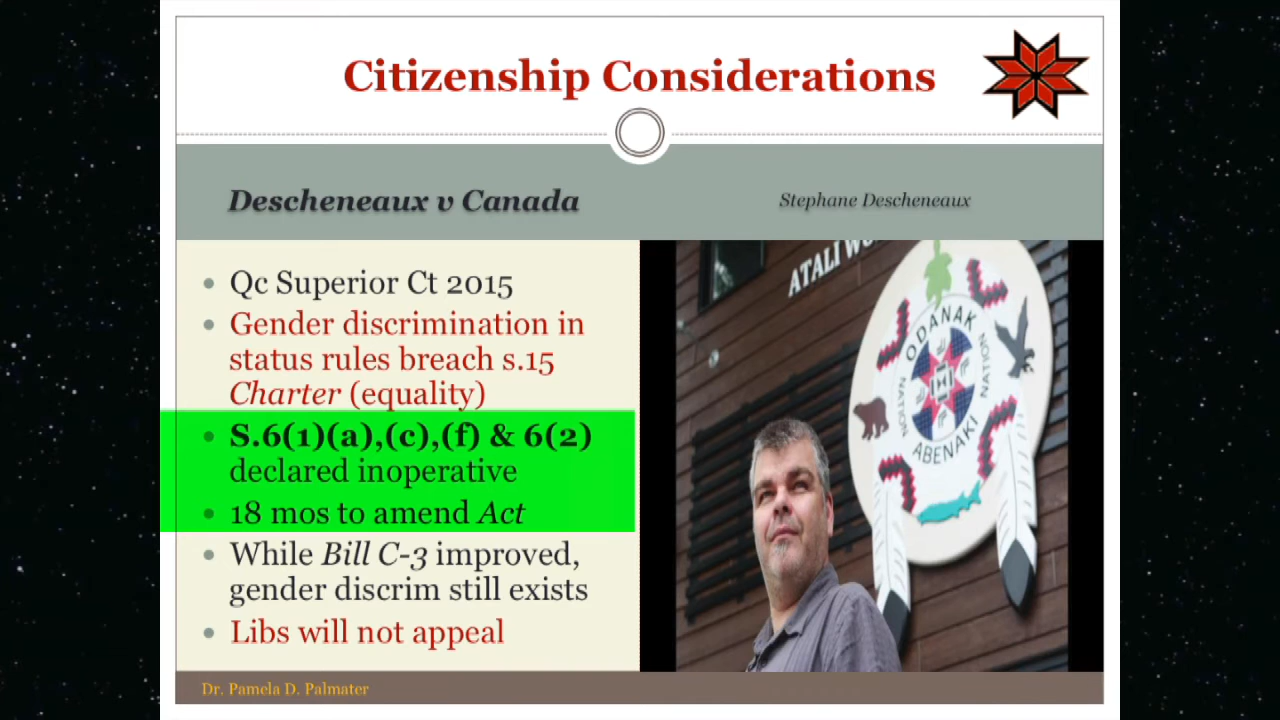 Citizenship Considerations
Descheneaux v Canada
Stephane Descheneaux
Qc Superior Ct 2015
Gender discrimination in
status rules breach s.15
Charter (equality)
S.6(1)(a),(c),(f) & 6(2)
declared inoperative
18 mos to amend Act
While Bill C-3 improved,
gender discrim still exists
Libs will not appeal
ATALI
ODANAK
NATION
NATION
ABENAKI
Dr. Pamela D. Palmater